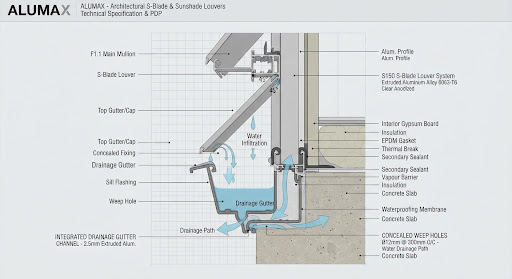 ALUMAX
ALUMAX - Architectural S-Blade & Sunshade Louvers
Technical Specification & PDP
F1.1 Main Mullion
S-Blade Louver
Top Gutter/Cap
Top Gutter/Cap
Concealed Fixing
Drainage Gutter
Sill Flashing
Weep Hole
Drainage Path
INTEGRATED DRAINAGE GUTTER
CHANNEL - 2.5mm Extruded Alum.
45°
45°
Water
Infiltration
Drainage Gutter
Alum. Profile
Alum. Profile
S150 S-Blade Louver System
Extruded Aluminum Alloy 6063-T6
Clear Anodized
Interior Gypsum Board
Insulation
EPDM Gasket
Thermal Break
Secondary Sealant
Secondary Sealant
Vapour Barrier
Insulation
Concrete Slab
Waterproofing Membrane
Concrete Slab
CONCEALED WEEP HOLES
Ø12mm @ 300mm O/C -
Water Drainage Path
Concrete Slab